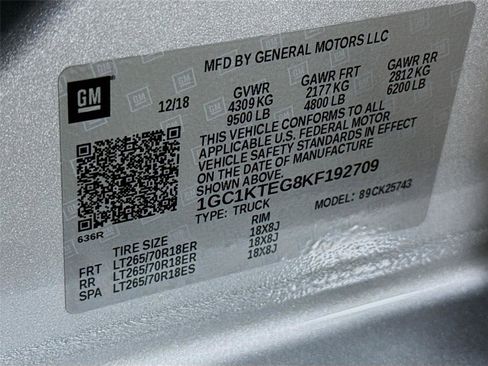 MFD BY GENERAL MOTORS LLC
GM
12/18
GVWR
4309 KG
9500 LB
GAWR FRT
2177 KG
4800 LB
GAWR RR
2812 KG
6200 LB
THIS VEHICLE CONFORMS TO ALL
APPLICABLE U.S. FEDERAL MOTOR
VEHICLE SAFETY STANDARDS IN EFFECT
ON THE DATE OF MANUFACTURE
1GC1KTEG8KF192709
TYPE: TRUCK
MODEL: 89CK25743
636R
TIRE SIZE RIM
FRT LT265/70R18ER 18X8J
RR LT265/70R18ER 18X8J
SPA LT265/70R18ES 18X8J